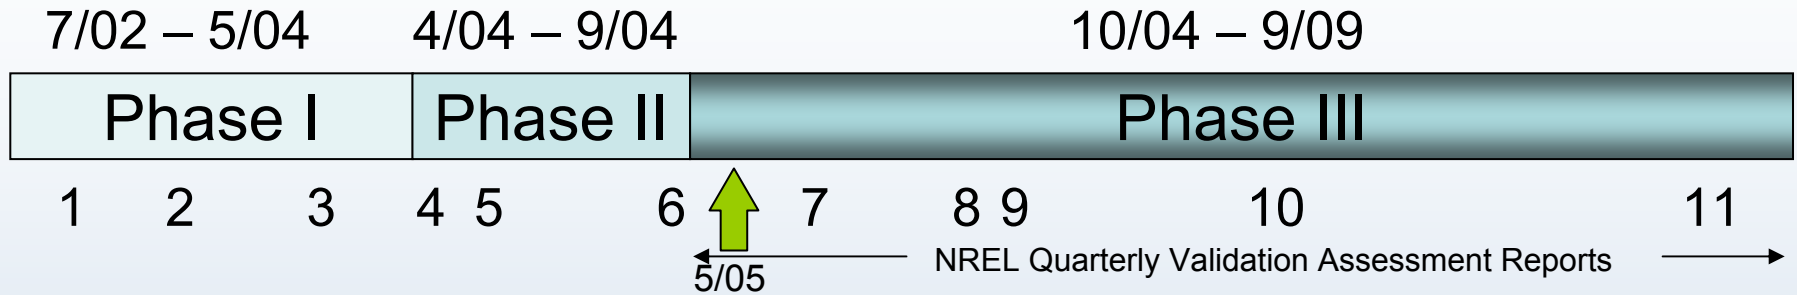 7/02 – 5/04 4/04 – 9/04 10/04 – 9/09
Phase I Phase II Phase III
1 2 3 4 5 6 7 8 9 10 11
NREL Quarterly Validation Assessment Reports
5/05